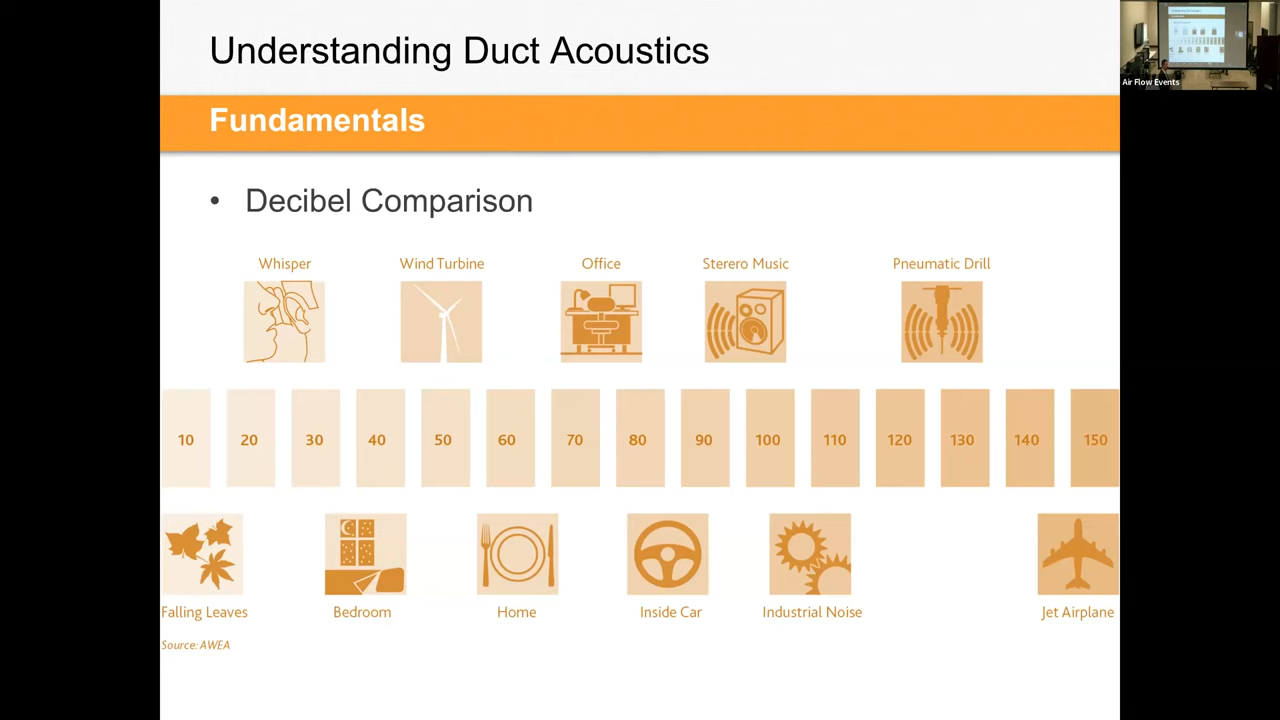 Understanding Duct Acoustics
Fundamentals
• Decibel Comparison
Whisper Wind Turbine Office Sterero Music Pneumatic Drill
10 20 30 40 50 60 70 80 90 100 110 120 130 140 150
Falling Leaves Bedroom Home Inside Car Industrial Noise Jet Airplane
Source: AWEA
Air Flow Events